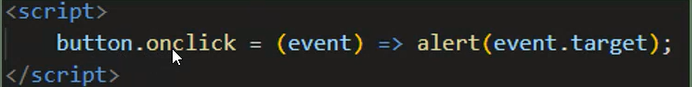 <script>
button.onclick = (event) => alert(event.target);
</script>